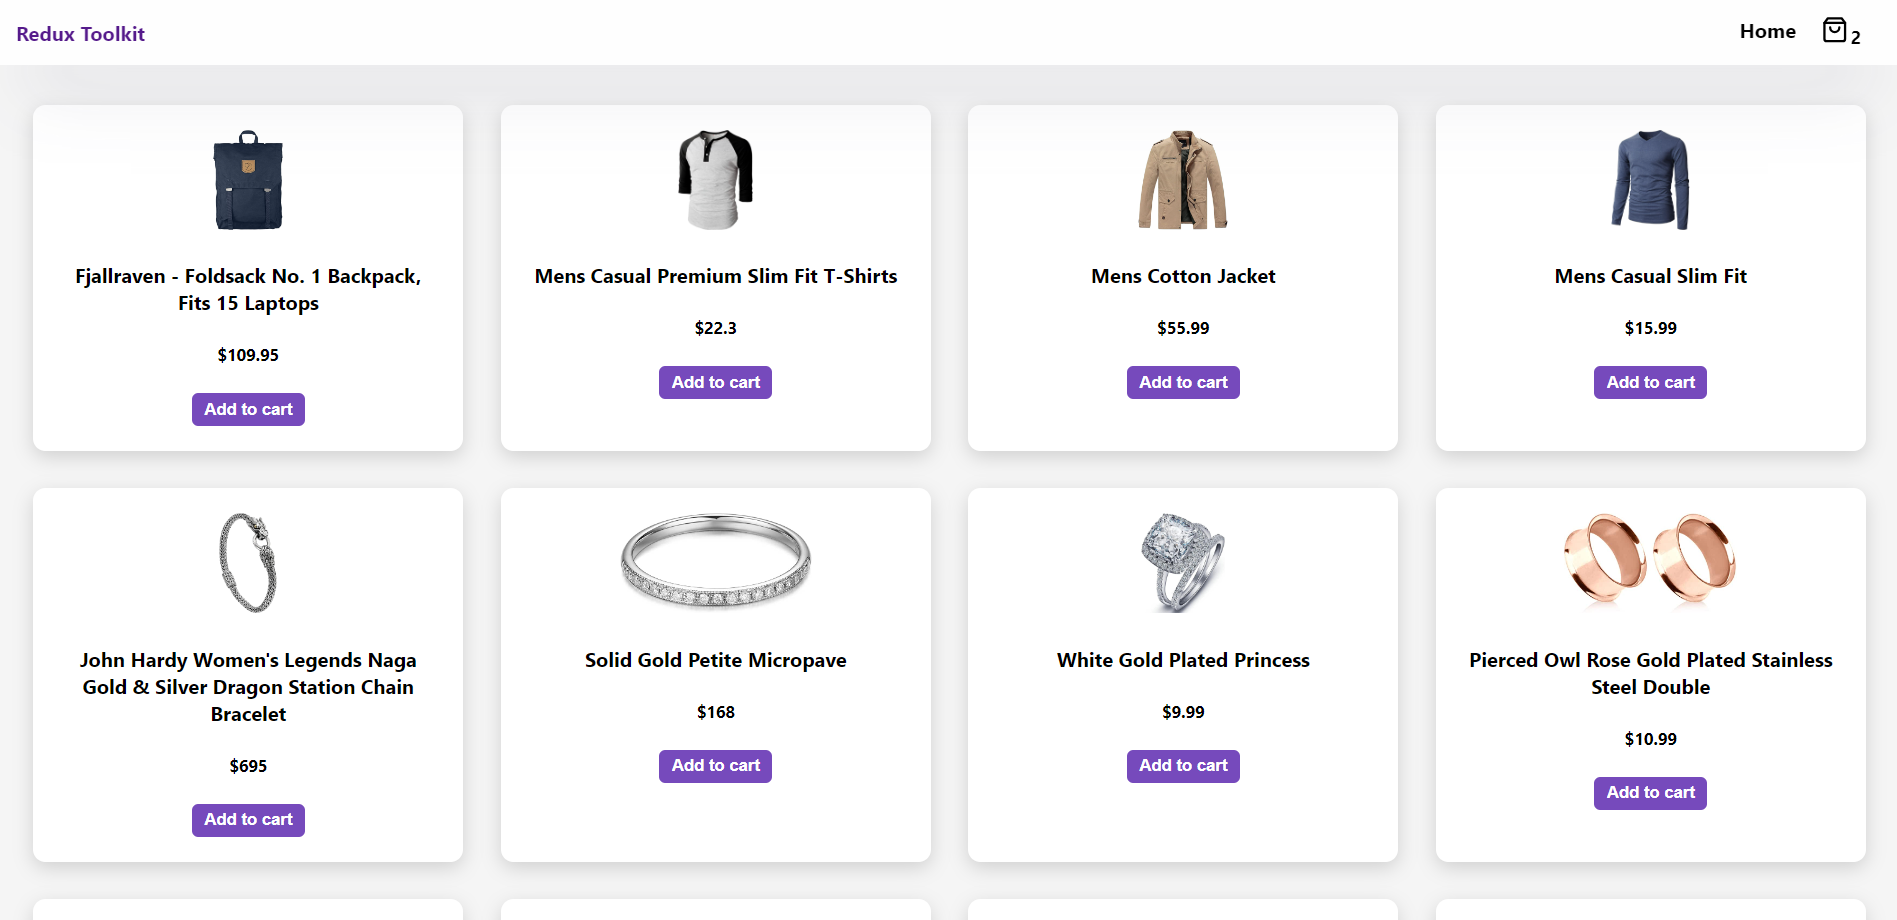 Redux Toolkit
Home
2
Fjallraven - Foldsack No. 1 Backpack,
Fits 15 Laptops
$109.95
Add to cart
Mens Casual Premium Slim Fit T-Shirts
$22.3
Add to cart
Mens Cotton Jacket
$55.99
Add to cart
Mens Casual Slim Fit
$15.99
Add to cart
John Hardy Women's Legends Naga
Gold & Silver Dragon Station Chain
Bracelet
$695
Add to cart
Solid Gold Petite Micropave
$168
Add to cart
White Gold Plated Princess
$9.99
Add to cart
Pierced Owl Rose Gold Plated Stainless
Steel Double
$10.99
Add to cart